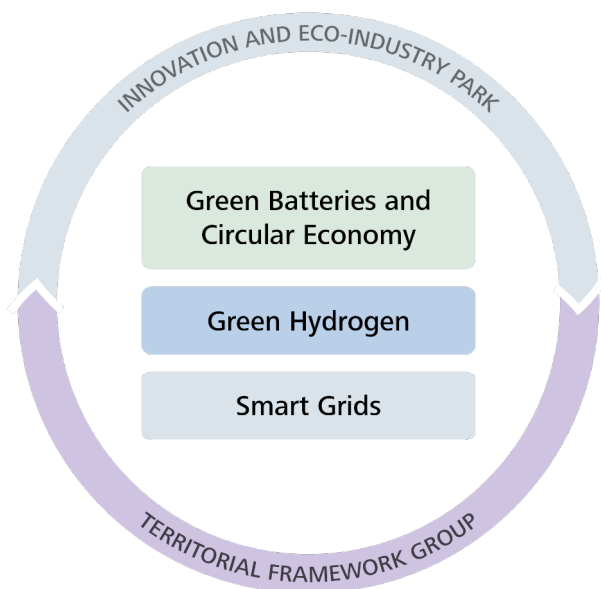 INNOVATION AND ECO-INDUSTRY PARK
Green Batteries and
Circular Economy
Green Hydrogen
Smart Grids
TERRITORIAL FRAMEWORK GROUP